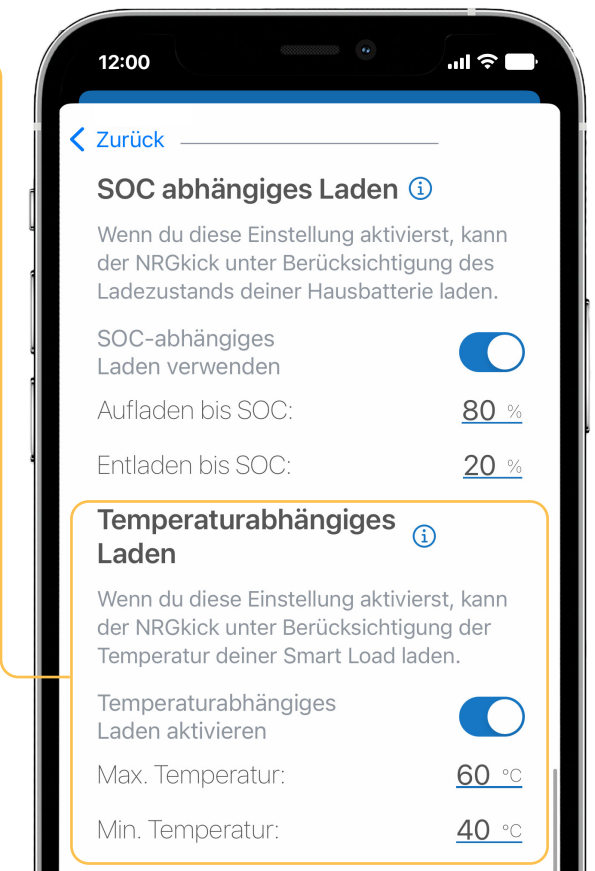 12:00
Zurück
SOC abhängiges Laden
Wenn du diese Einstellung aktivierst, kann
der NRGkick unter Berücksichtigung des
Ladezustands deiner Hausbatterie laden.
SOC-abhängiges
Laden verwenden
Aufladen bis SOC: 80 %
Entladen bis SOC: 20 %
Temperaturabhängiges
Laden
Wenn du diese Einstellung aktivierst, kann
der NRGkick unter Berücksichtigung der
Temperatur deiner Smart Load laden.
Temperaturabhängiges
Laden aktivieren
Max. Temperatur: 60 °C
Min. Temperatur: 40 °C